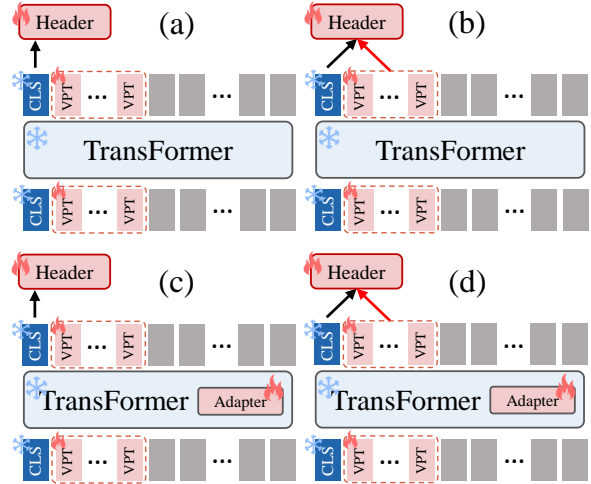 Header (a)
CLS VPT ... VPT ...
TransFormer
CLS VPT ... VPT ...
Header (b)
CLS VPT ... VPT ...
TransFormer
CLS VPT ... VPT ...
Header (c)
CLS VPT ... VPT ...
TransFormer Adapter
CLS VPT ... VPT ...
Header (d)
CLS VPT ... VPT ...
TransFormer Adapter
CLS VPT ... VPT ...